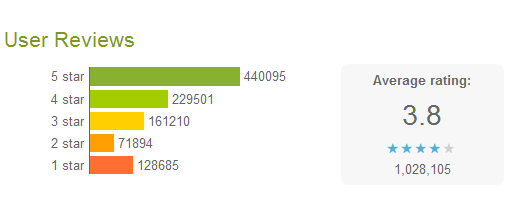 User Reviews
5 star 440095
4 star 229501
3 star 161210
2 star 71894
1 star 128685
Average rating:
3.8
1,028,105